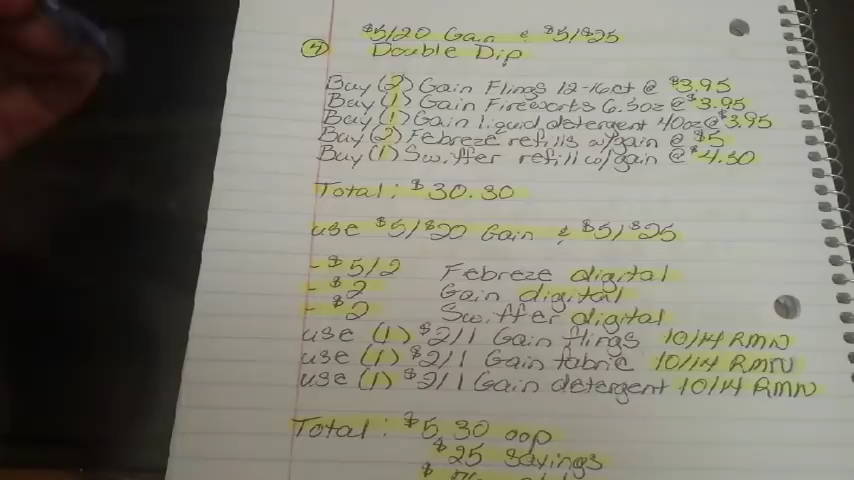 $5/20 Gain & $5/$25
4 Double Dip
Buy (2) Gain Flings 12-16ct @ $3.95
Buy (1) Gain Fireworks 6.5oz @ $3.95
Buy (1) Gain liquid detergent 40oz @ $3.95
Buy (2) Febreze refills w/gain @ $5
Buy (1) Swiffer refill w/gain @ $4.50
Total: $30.30
use $5/$20 Gain & $5/$25
- $5/2 Febreze digital
- $2 Gain digital
- $2 Swiffer digital
use (1) $2/1 Gain flings 10/14 RMN
use (1) $2/1 Gain fabric 10/14 RMN
use (1) $2/1 Gain detergent 10/14 RMN
Total: $5.30 oop
$25 savings
$